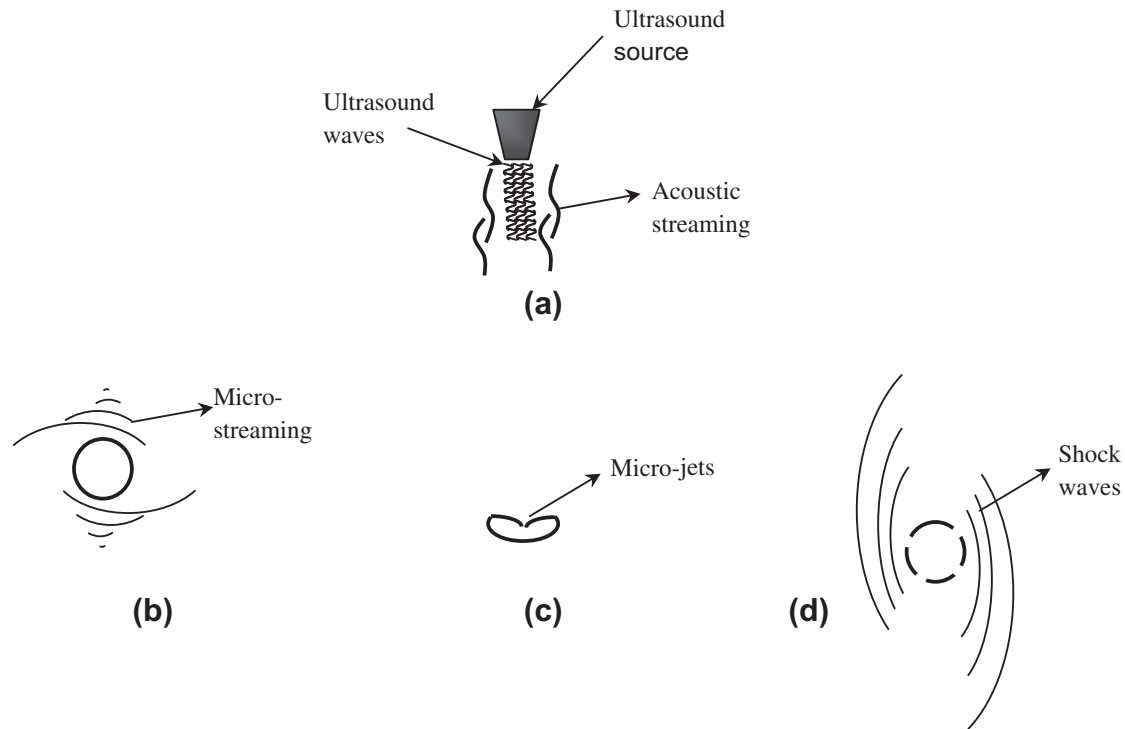 Ultrasound
source
Ultrasound
waves
Acoustic
streaming
(a)
Micro-
streaming
(b)
Micro-jets
(c)
Shock
waves
(d)